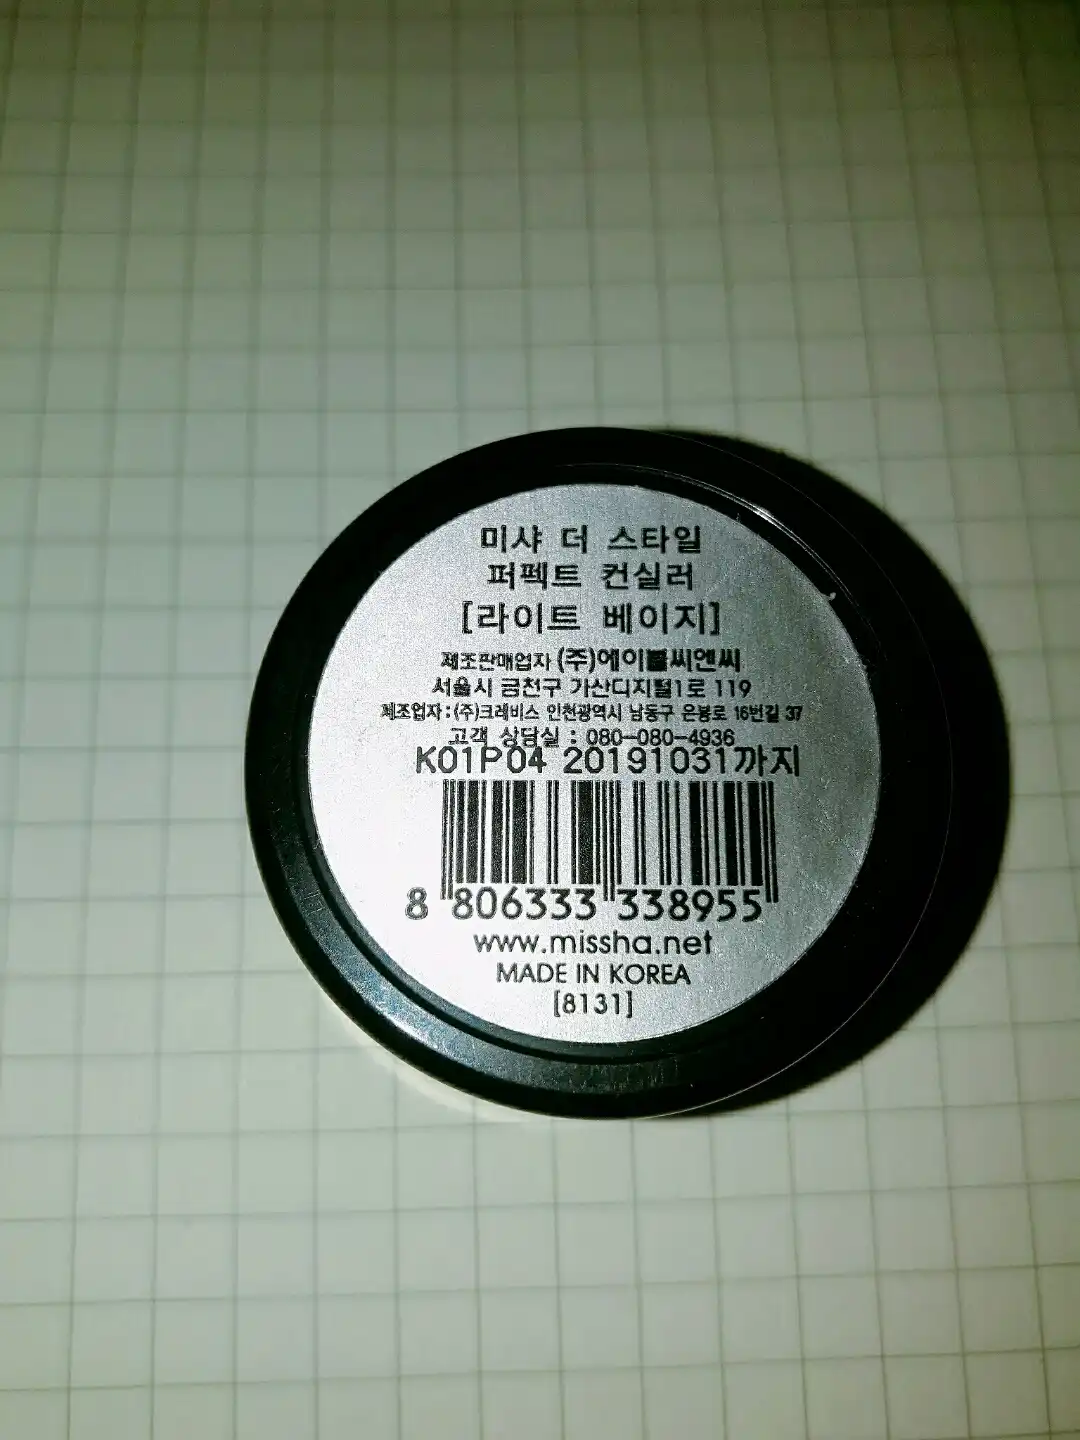 미샤 더 스타일
퍼펙트 컨실러
[라이트 베이지]
제조판매업자 (주)에이블씨엔씨
서울시 금천구 가산디지털1로 119
제조업자 : (주)크레비스 인천광역시 남동구 은봉로 16번길 37
고객 상담실 : 080-080-4936
K01P04 20191031까지
8 806333 338955
www.missha.net
MADE IN KOREA
[8131]